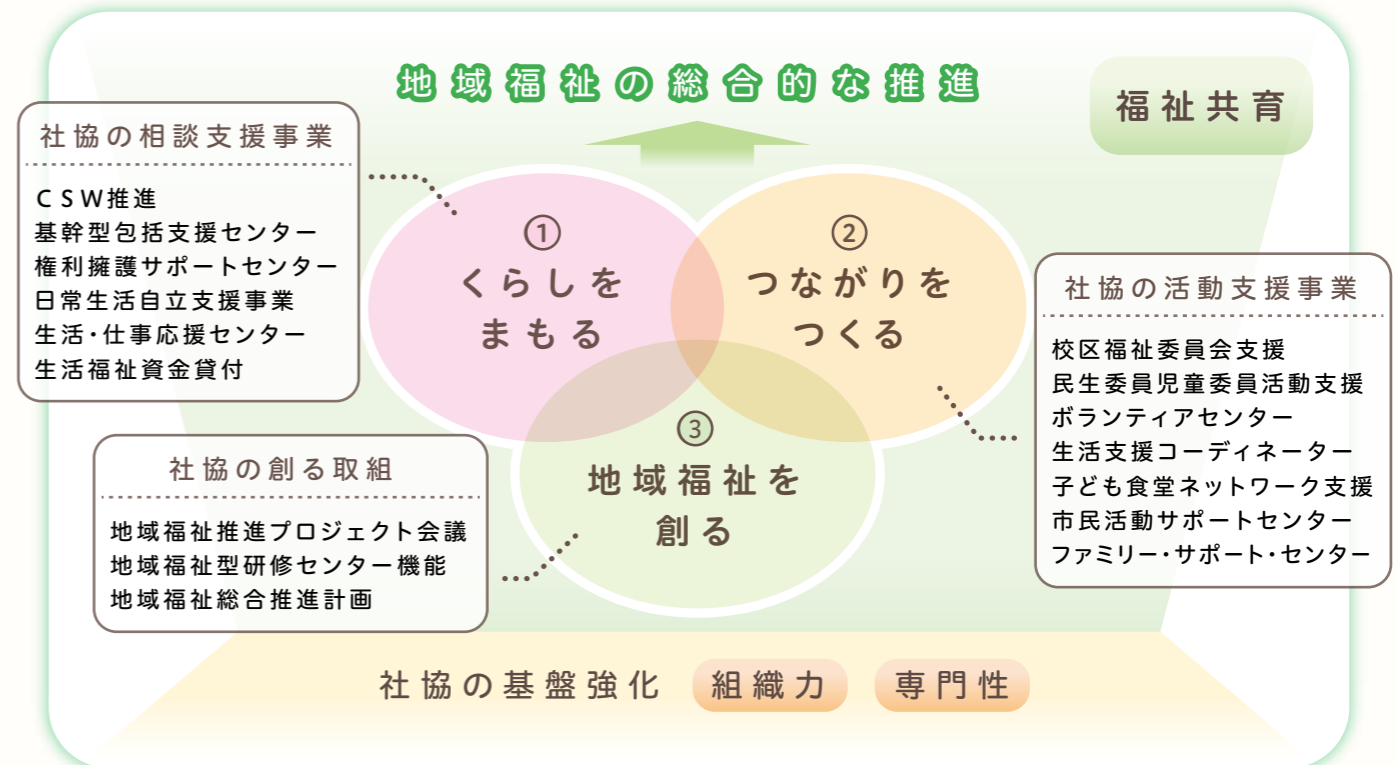 地域福祉の総合的な推進
福祉共育
社協の相談支援事業
CSW推進
基幹型包括支援センター
権利擁護サポートセンター
日常生活自立支援事業
生活・仕事応援センター
生活福祉資金貸付
①
くらしを
まもる
②
つながりを
つくる
社協の活動支援事業
校区福祉委員会支援
民生委員児童委員活動支援
ボランティアセンター
生活支援コーディネーター
子ども食堂ネットワーク支援
市民活動サポートセンター
ファミリー・サポート・センター
③
地域福祉を
創る
社協の創る取組
地域福祉推進プロジェクト会議
地域福祉型研修センター機能
地域福祉総合推進計画
社協の基盤強化 組織力 専門性